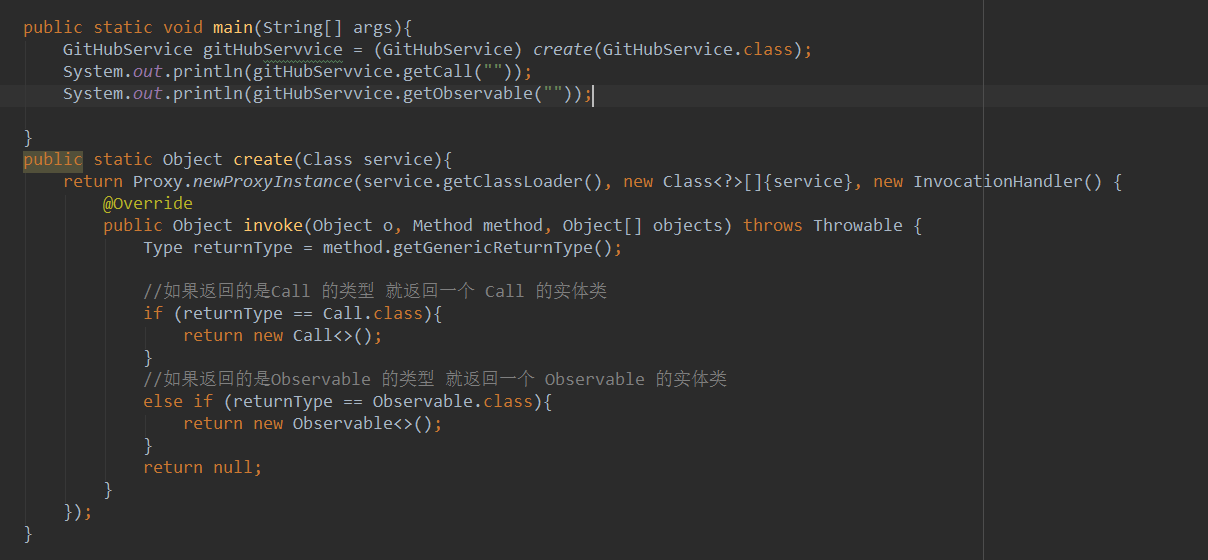 public static void main(String[] args){
GitHubService gitHubServvice = (GitHubService) create(GitHubService.class);
System.out.println(gitHubServvice.getCall(""));
System.out.println(gitHubServvice.getObservable(""));
}
public static Object create(Class service){
return Proxy.newProxyInstance(service.getClassLoader(), new Class<?>[]{service}, new InvocationHandler() {
@Override
public Object invoke(Object o, Method method, Object[] objects) throws Throwable {
Type returnType = method.getGenericReturnType();
//如果返回的是Call 的类型 就返回一个 Call 的实体类
if (returnType == Call.class){
return new Call<>();
}
//如果返回的是Observable 的类型 就返回一个 Observable 的实体类
else if (returnType == Observable.class){
return new Observable<>();
}
return null;
}
});
}